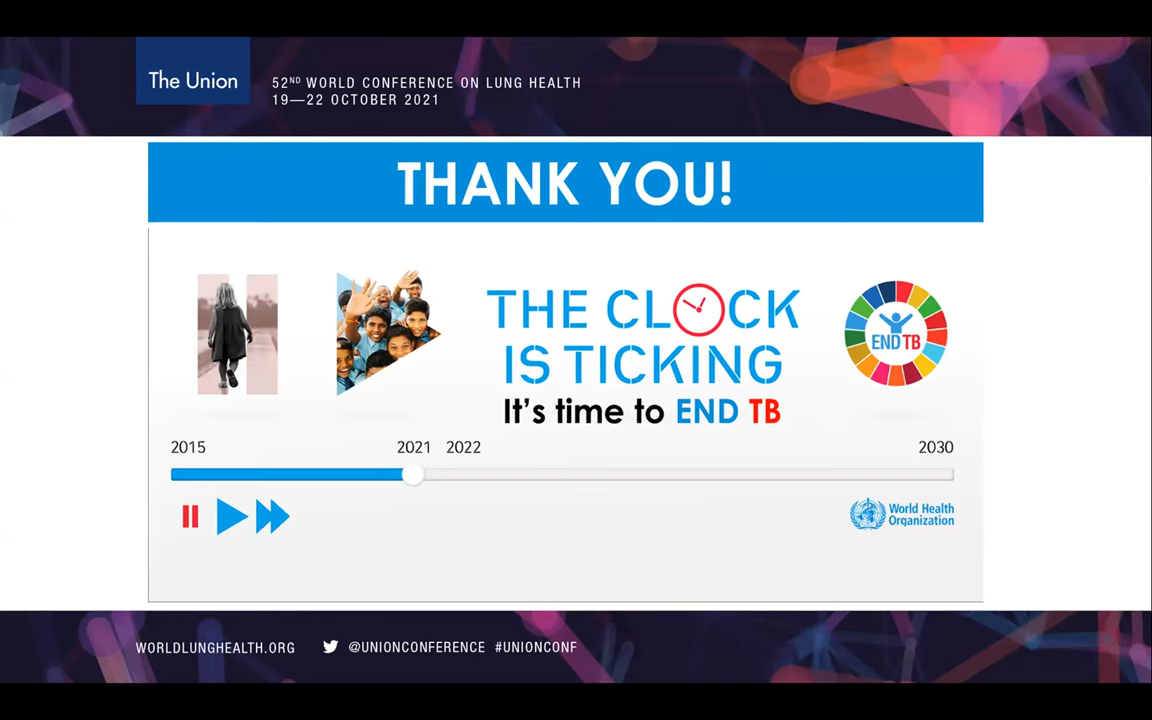 The Union
52ND WORLD CONFERENCE ON LUNG HEALTH
19—22 OCTOBER 2021
THANK YOU!
THE CLOCK
IS TICKING
It's time to END TB
END TB
2015
2021
2022
2030
World Health
Organization
WORLDLUNGHEALTH.ORG
@UNIONCONFERENCE #UNIONCONF